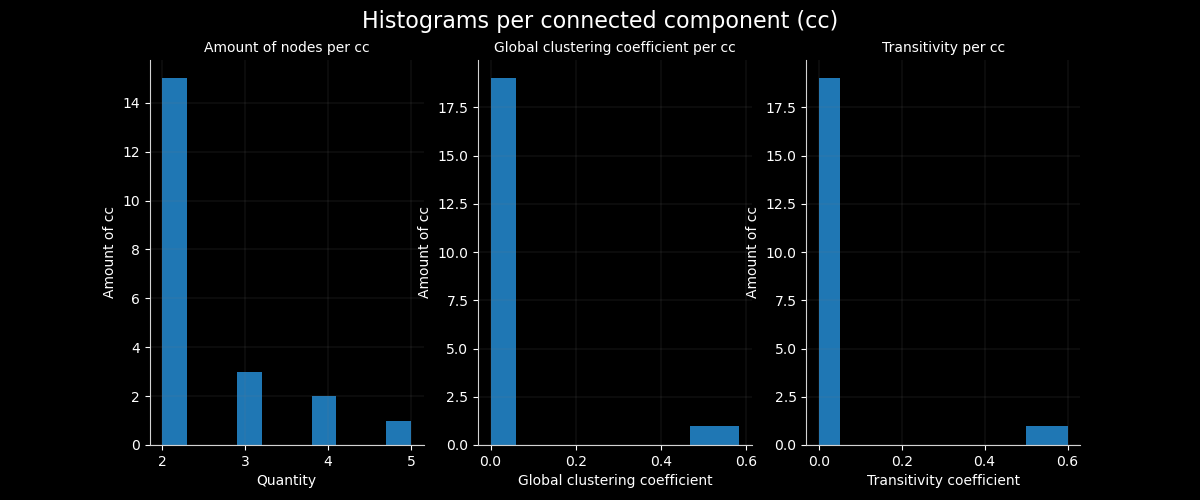 Histograms per connected component (cc)
Amount of nodes per cc
Amount of cc
14
12
10
8
6
4
2
0
2 3 4 5
Quantity
Global clustering coefficient per cc
Amount of cc
17.5
15.0
12.5
10.0
7.5
5.0
2.5
0.0
0.0 0.2 0.4 0.6
Global clustering coefficient
Transitivity per cc
Amount of cc
17.5
15.0
12.5
10.0
7.5
5.0
2.5
0.0
0.0 0.2 0.4 0.6
Transitivity coefficient